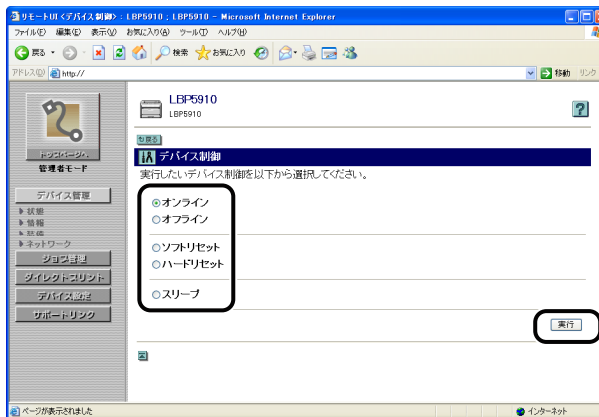 リモートUI <デバイス制御> : LBP5910 ; LBP5910 - Microsoft Internet Explorer
ファイル(F) 編集(E) 表示(V) お気に入り(A) ツール(T) ヘルプ(H)
戻る 検索 お気に入り
アドレス(D) http:// 移動 リンク
LBP5910
LBP5910
戻る
トップページへ
管理者モード
デバイス制御
実行したいデバイス制御を以下から選択してください。
デバイス管理
状態
情報
ネットワーク
ジョブ管理
ダイレクトプリント
デバイス設定
サポートリンク
オンライン
オフライン
ソフトリセット
ハードリセット
スリープ
実行
ページが表示されました インターネット